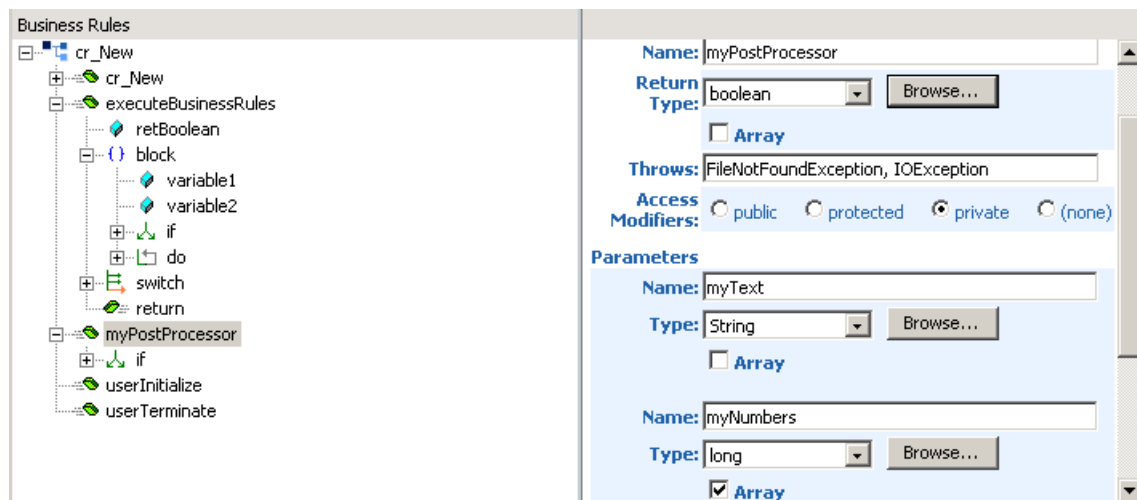 Business Rules
cr_New
cr_New
executeBusinessRules
retBoolean
{} block
variable1
variable2
if
do
switch
return
myPostProcessor
if
userInitialize
userTerminate
Name: myPostProcessor
Return Type: boolean Browse...
Array
Throws: FileNotFoundException, IOException
Access Modifiers: public protected private (none)
Parameters
Name: myText
Type: String Browse...
Array
Name: myNumbers
Type: long Browse...
Array